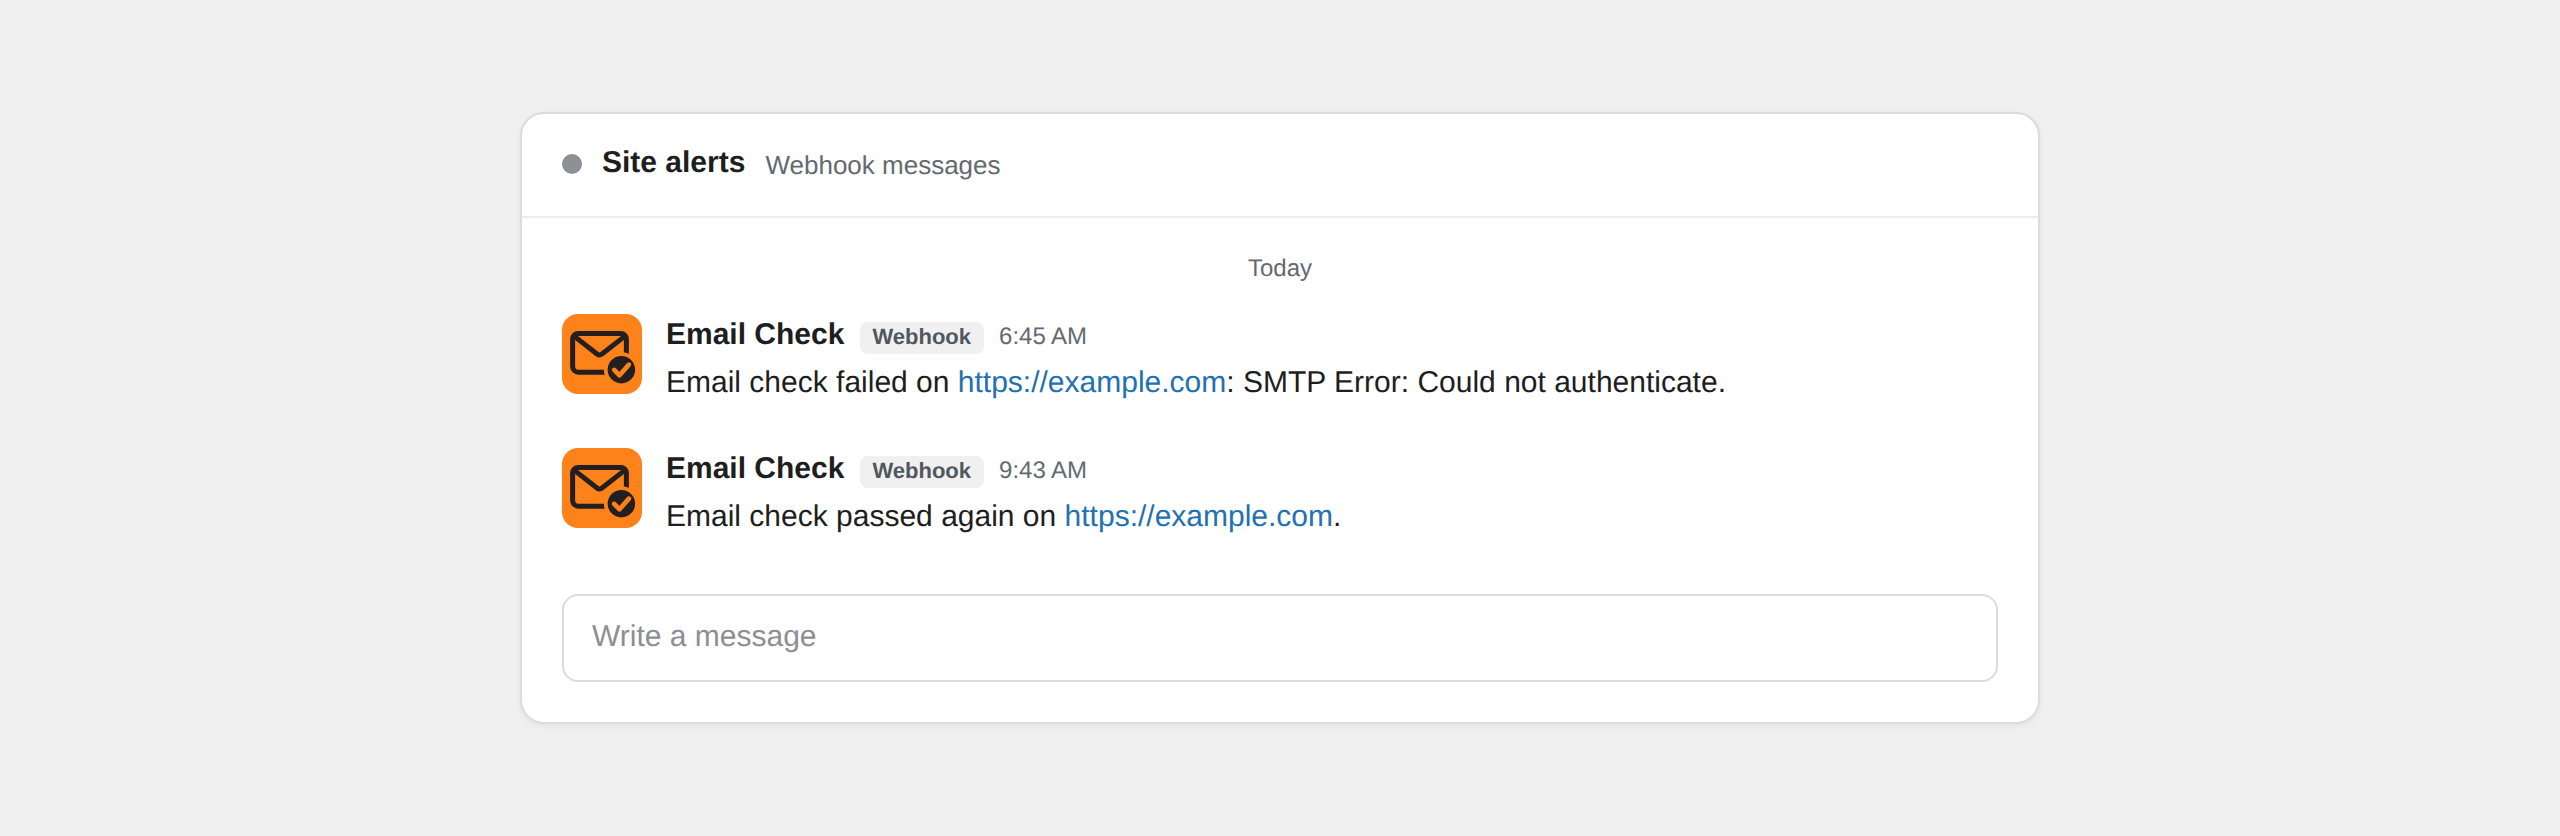 Site alerts Webhook messages
Today
Email Check Webhook 6:45 AM
Email check failed on https://example.com: SMTP Error: Could not authenticate.
Email Check Webhook 9:43 AM
Email check passed again on https://example.com.
Write a message